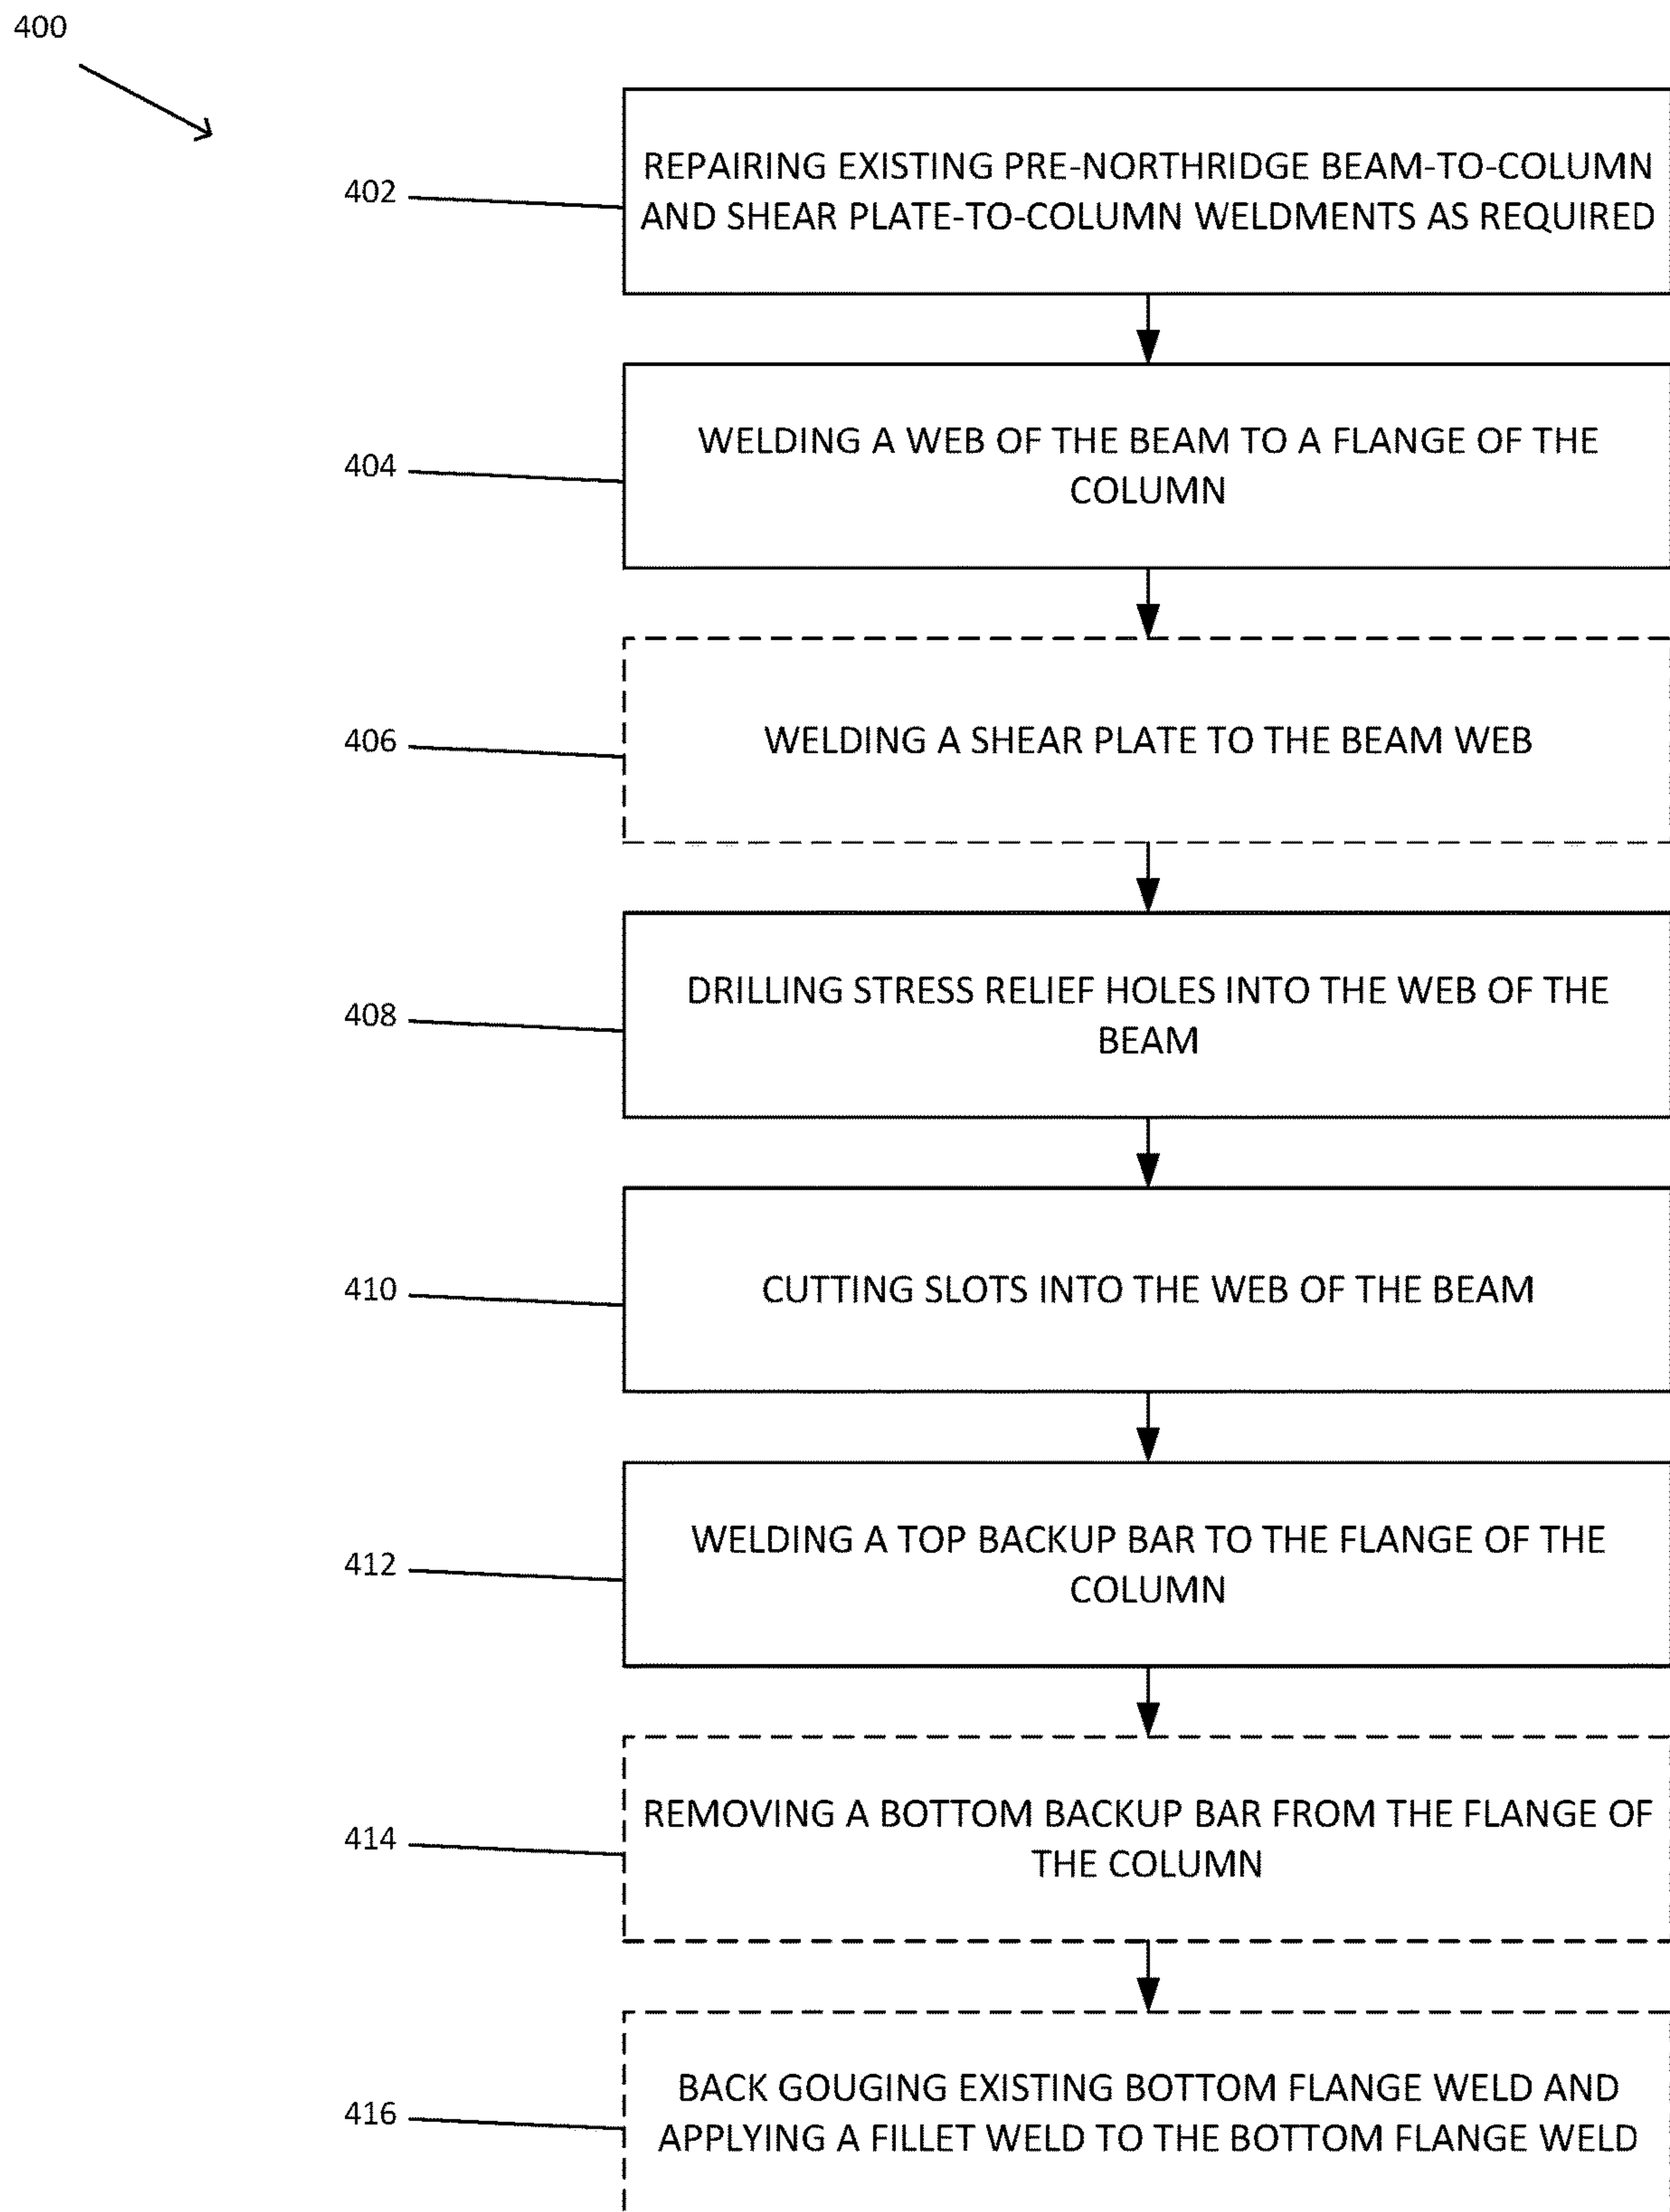 400
402
REPAIRING EXISTING PRE-NORTHRIDGE BEAM-TO-COLUMN
AND SHEAR PLATE-TO-COLUMN WELDMENTS AS REQUIRED
404
WELDING A WEB OF THE BEAM TO A FLANGE OF THE
COLUMN
406
WELDING A SHEAR PLATE TO THE BEAM WEB
408
DRILLING STRESS RELIEF HOLES INTO THE WEB OF THE
BEAM
410
CUTTING SLOTS INTO THE WEB OF THE BEAM
412
WELDING A TOP BACKUP BAR TO THE FLANGE OF THE
COLUMN
414
REMOVING A BOTTOM BACKUP BAR FROM THE FLANGE OF
THE COLUMN
416
BACK GOUGING EXISTING BOTTOM FLANGE WELD AND
APPLYING A FILLET WELD TO THE BOTTOM FLANGE WELD